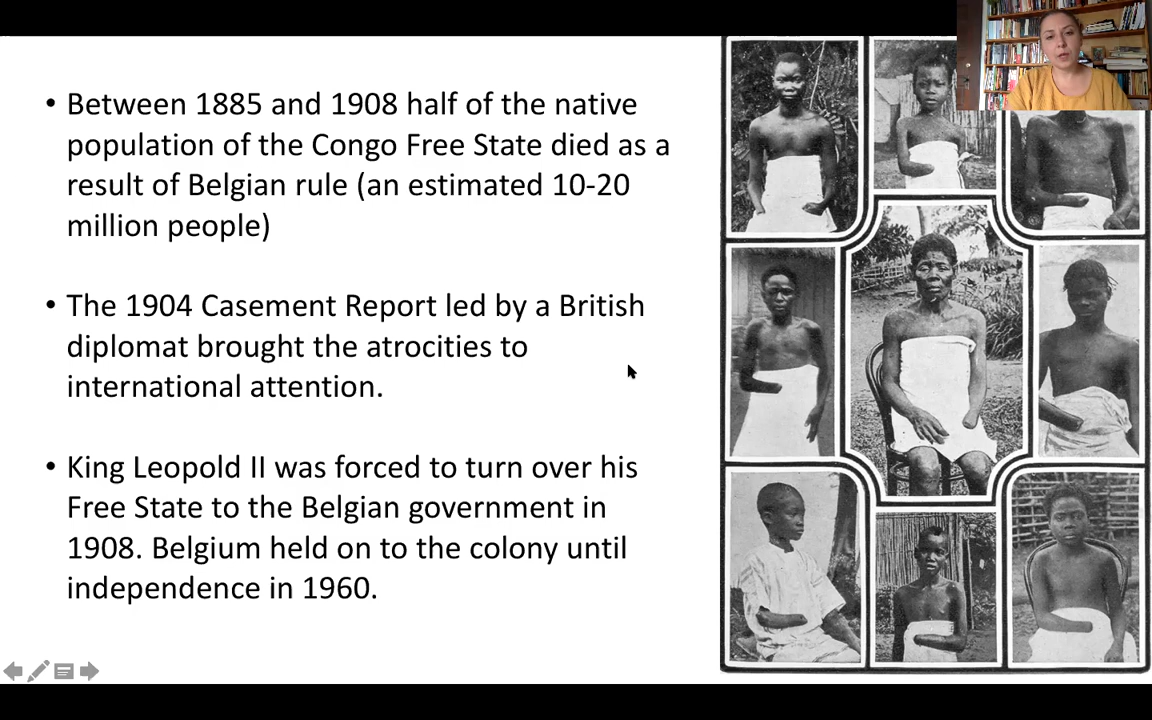 • Between 1885 and 1908 half of the native
population of the Congo Free State died as a
result of Belgian rule (an estimated 10-20
million people)
• The 1904 Casement Report led by a British
diplomat brought the atrocities to
international attention.
• King Leopold II was forced to turn over his
Free State to the Belgian government in
1908. Belgium held on to the colony until
independence in 1960.